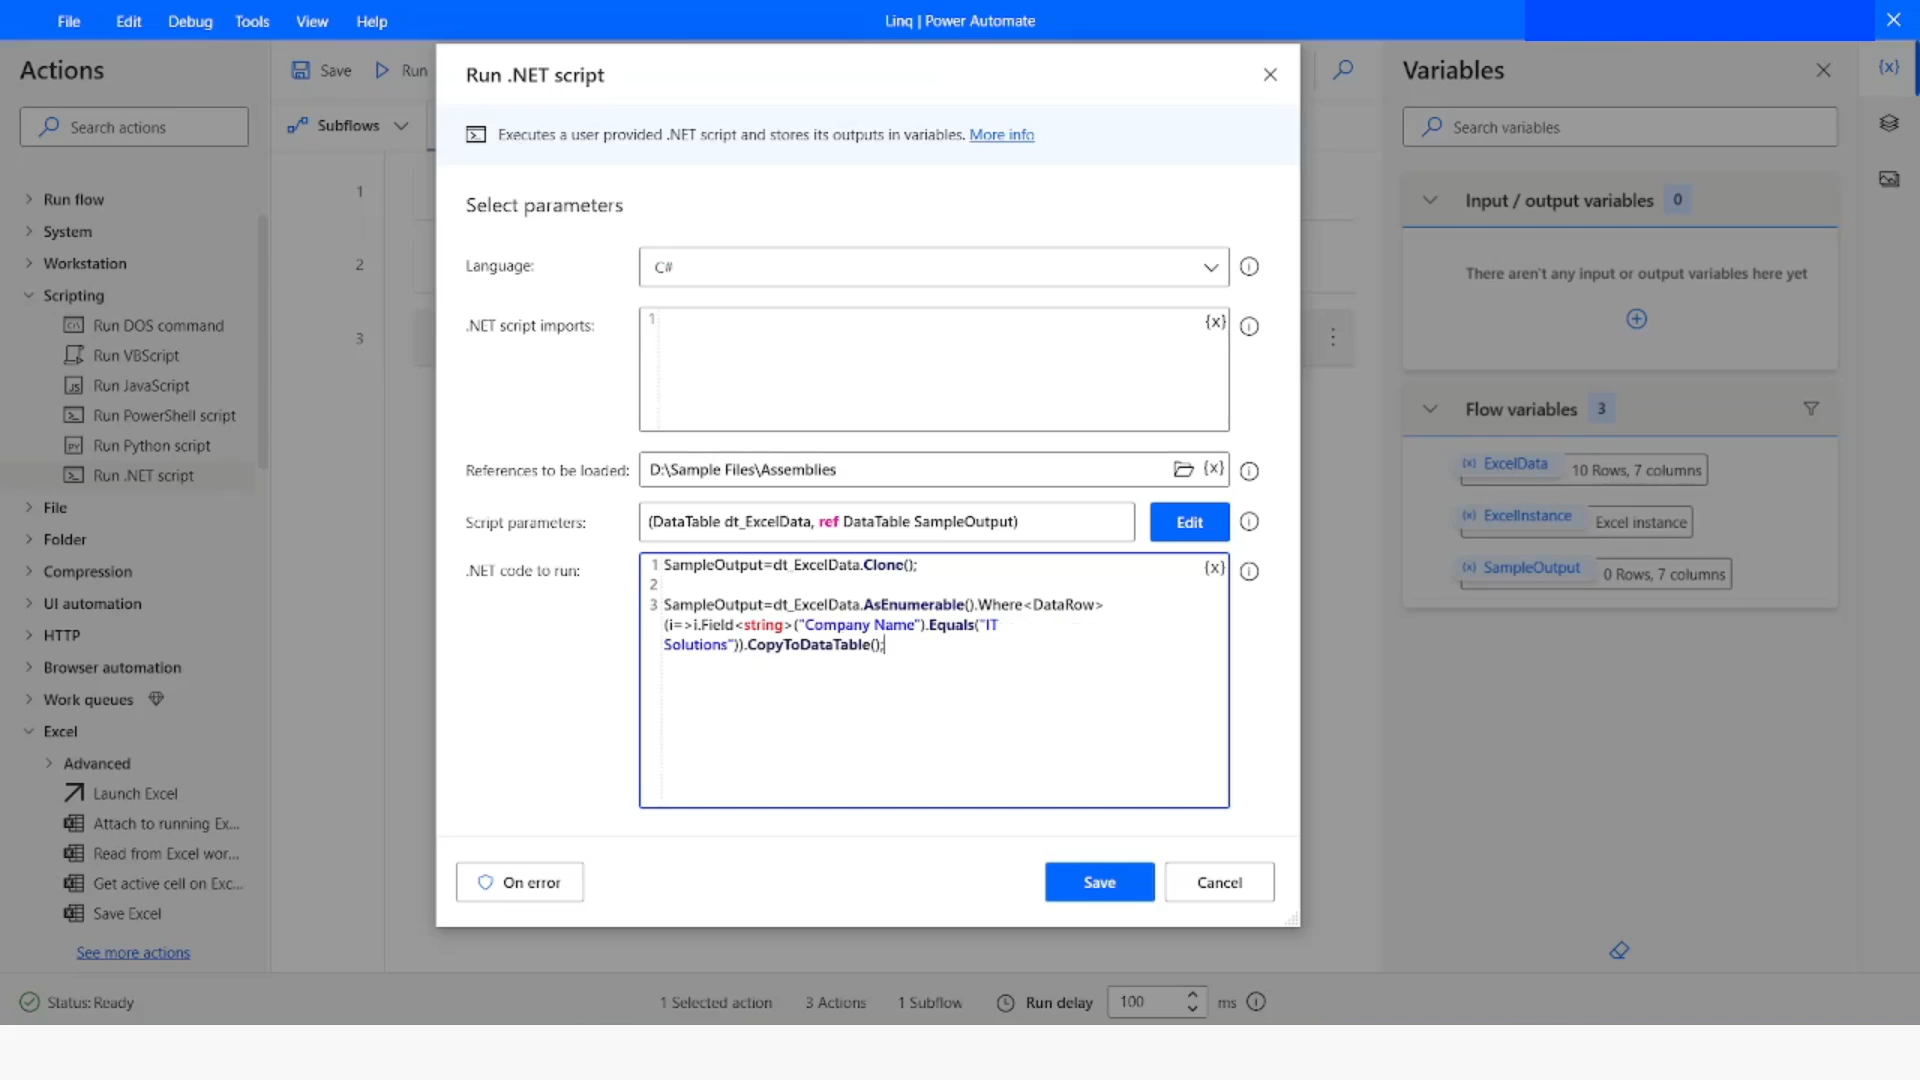 File Edit Debug Tools View Help
Linq | Power Automate
Actions
Search actions
Run flow
System
Workstation
Scripting
Run DOS command
Run VBScript
Run JavaScript
Run PowerShell script
Run Python script
Run .NET script
File
Folder
Compression
UI automation
HTTP
Browser automation
Work queues
Excel
Advanced
Launch Excel
Attach to running Ex...
Read from Excel wor...
Get active cell on Exc...
Save Excel
See more actions
Save Run
Subflows
1
2
3
Run .NET script
Executes a user provided .NET script and stores its outputs in variables. More info
Select parameters
Language: C#
.NET script imports: 1 {x}
References to be loaded: D:\Sample Files\Assemblies {x}
Script parameters: (DataTable dt_ExcelData, ref DataTable SampleOutput) Edit
.NET code to run: {x}
1 SampleOutput=dt_ExcelData.Clone();
2
3 SampleOutput=dt_ExcelData.AsEnumerable().Where<DataRow>
(i=>i.Field<string>("Company Name").Equals("IT
Solutions")).CopyToDataTable();
On error Save Cancel
Variables
{x}
Search variables
Input / output variables 0
There aren't any input or output variables here yet
Flow variables 3
(x) ExcelData 10 Rows, 7 columns
(x) ExcelInstance Excel instance
(x) SampleOutput 0 Rows, 7 columns
Status: Ready 1 Selected action 3 Actions 1 Subflow Run delay 100 ms